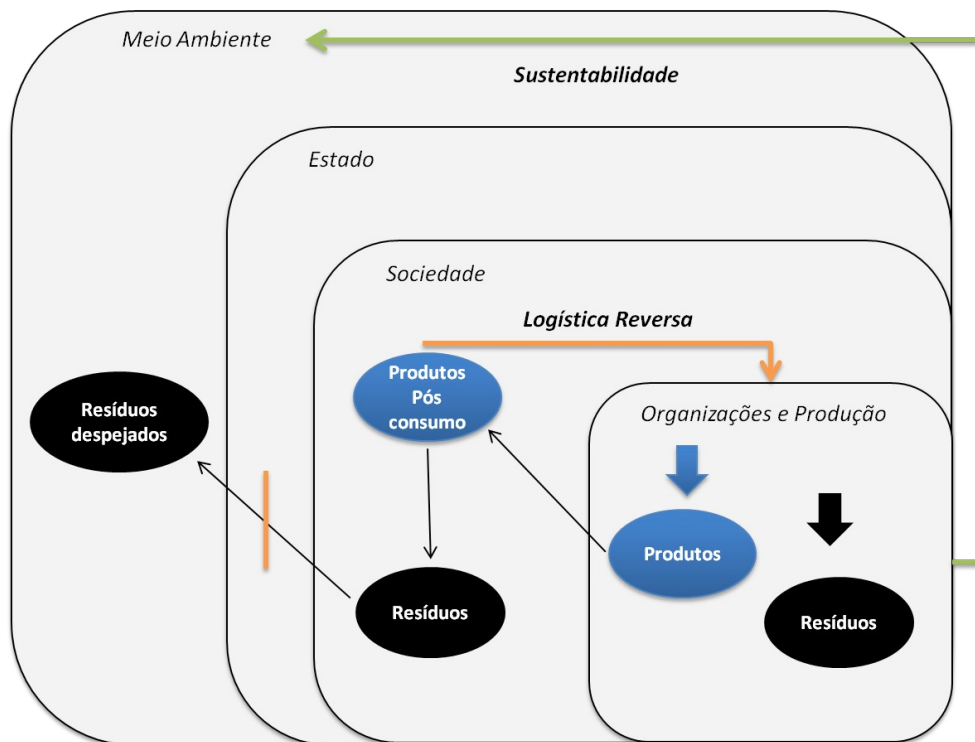 Meio Ambiente
Sustentabilidade
Estado
Sociedade
Logística Reversa
Produtos
Pós
consumo
Organizações e Produção
Resíduos
despejados
Produtos
Resíduos
Resíduos